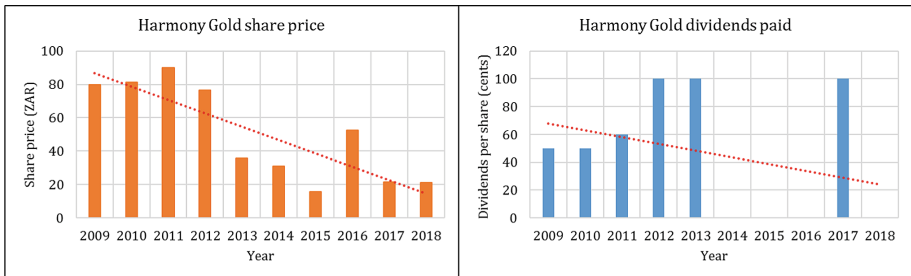 Harmony Gold share price
Share price (ZAR)
100
80
60
40
20
0
2009 2010 2011 2012 2013 2014 2015 2016 2017 2018
Year
Harmony Gold dividends paid
Dividends per share (cents)
120
100
80
60
40
20
0
2009 2010 2011 2012 2013 2014 2015 2016 2017 2018
Year